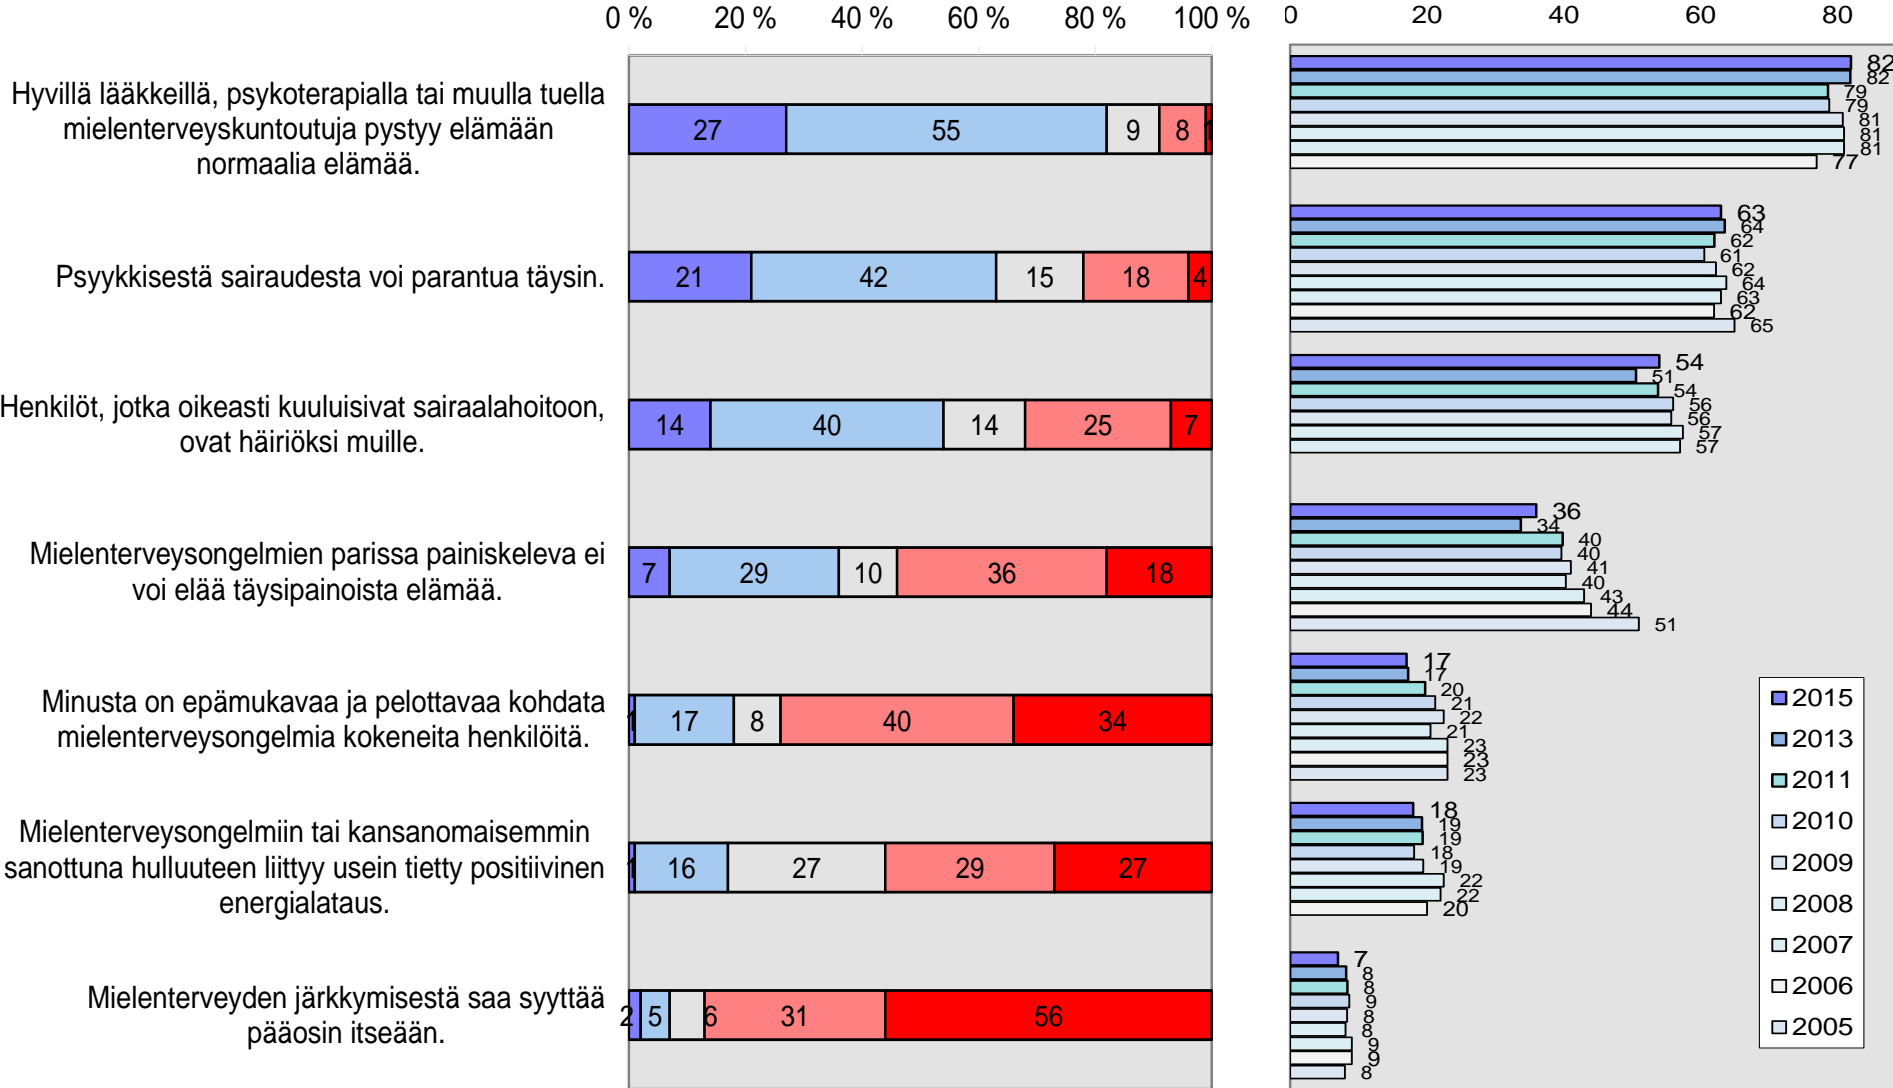 0 % 20 % 40 % 60 % 80 % 100 %
0 20 40 60 80
Hyvillä lääkkeillä, psykoterapialla tai muulla tuella
mielenterveyskuntoutuja pystyy elämään
normaalia elämää.
27 55 9 8 1
82
82
79
79
81
81
81
77
Psyykkisestä sairaudesta voi parantua täysin.
21 42 15 18 4
63
64
62
61
62
64
63
62
65
Henkilöt, jotka oikeasti kuuluisivat sairaalahoitoon,
ovat häiriöksi muille.
14 40 14 25 7
54
51
54
56
56
57
57
Mielenterveysongelmien parissa painiskeleva ei
voi elää täysipainoista elämää.
7 29 10 36 18
36
34
40
40
41
40
43
44
51
Minusta on epämukavaa ja pelottavaa kohdata
mielenterveysongelmia kokeneita henkilöitä.
1 17 8 40 34
17
17
20
21
22
21
23
23
23
Mielenterveysongelmiin tai kansanomaisemmin
sanottuna hulluuteen liittyy usein tietty positiivinen
energialataus.
1 16 27 29 27
18
19
19
18
19
22
22
20
Mielenterveyden järkkymisestä saa syyttää
pääosin itseään.
2 5 6 31 56
7
8
8
9
8
8
9
9
8
2015
2013
2011
2010
2009
2008
2007
2006
2005